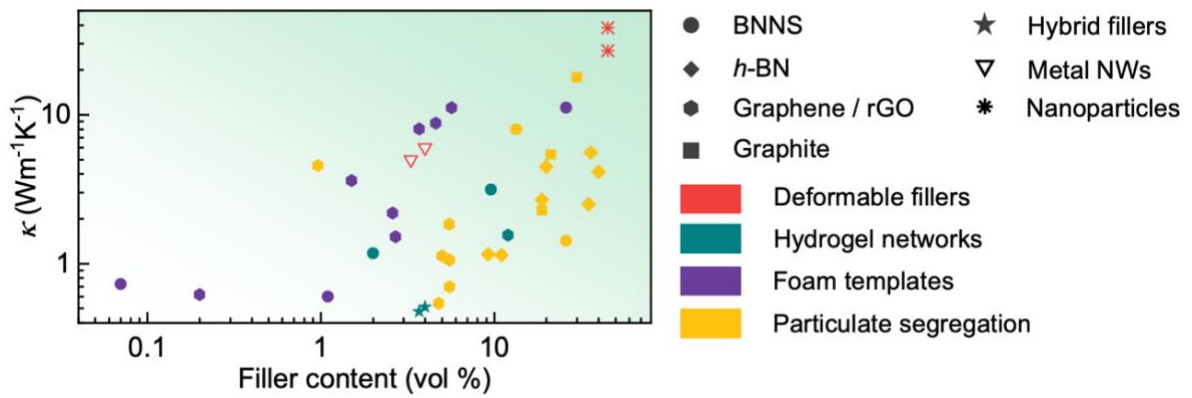 10
1
κ (Wm⁻¹K⁻¹)
0.1
1
10
Filler content (vol %)
BNNS
h-BN
Graphene / rGO
Graphite
Hybrid fillers
Metal NWs
Nanoparticles
Deformable fillers
Hydrogel networks
Foam templates
Particulate segregation